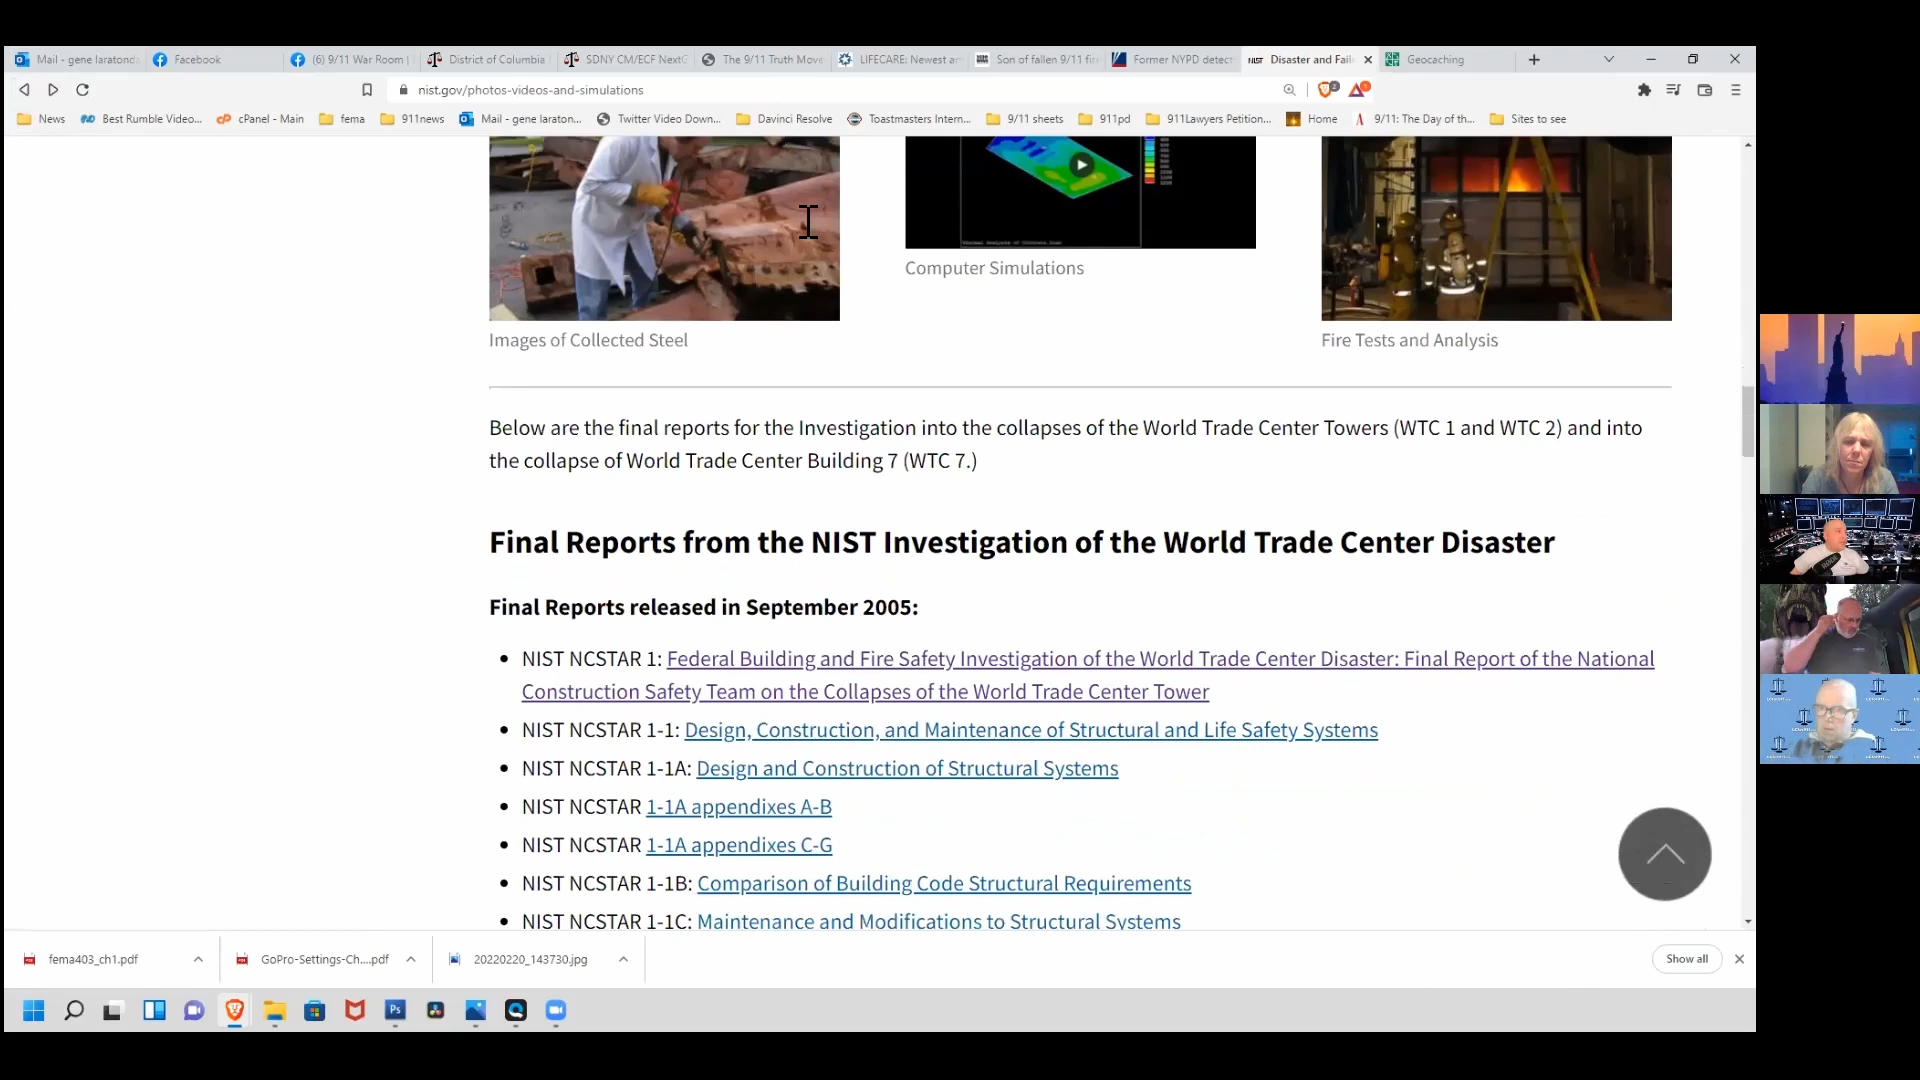 Mail - gene laratond
Facebook
(6) 9/11 War Room |
District of Columbia
SDNY CM/ECF NextG
The 9/11 Truth Move
LIFECARE: Newest ar
Son of fallen 9/11 fir
Former NYPD detect
NIST
Disaster and Fail
Geocaching
nist.gov/photos-videos-and-simulations
News
Best Rumble Video...
cPanel - Main
fema
911news
Mail - gene laraton...
Twitter Video Down...
Davinci Resolve
Toastmasters Intern...
9/11 sheets
911pd
911Lawyers Petition...
Home
9/11: The Day of th...
Sites to see
Images of Collected Steel
Computer Simulations
Fire Tests and Analysis
Below are the final reports for the Investigation into the collapses of the World Trade Center Towers (WTC 1 and WTC 2) and into
the collapse of World Trade Center Building 7 (WTC 7.)
Final Reports from the NIST Investigation of the World Trade Center Disaster
Final Reports released in September 2005:
NIST NCSTAR 1: Federal Building and Fire Safety Investigation of the World Trade Center Disaster: Final Report of the National
Construction Safety Team on the Collapses of the World Trade Center Tower
NIST NCSTAR 1-1: Design, Construction, and Maintenance of Structural and Life Safety Systems
NIST NCSTAR 1-1A: Design and Construction of Structural Systems
NIST NCSTAR 1-1A appendixes A-B
NIST NCSTAR 1-1A appendixes C-G
NIST NCSTAR 1-1B: Comparison of Building Code Structural Requirements
NIST NCSTAR 1-1C: Maintenance and Modifications to Structural Systems
fema403_ch1.pdf
GoPro-Settings-Ch....pdf
20220220_143730.jpg
Show all
Ps